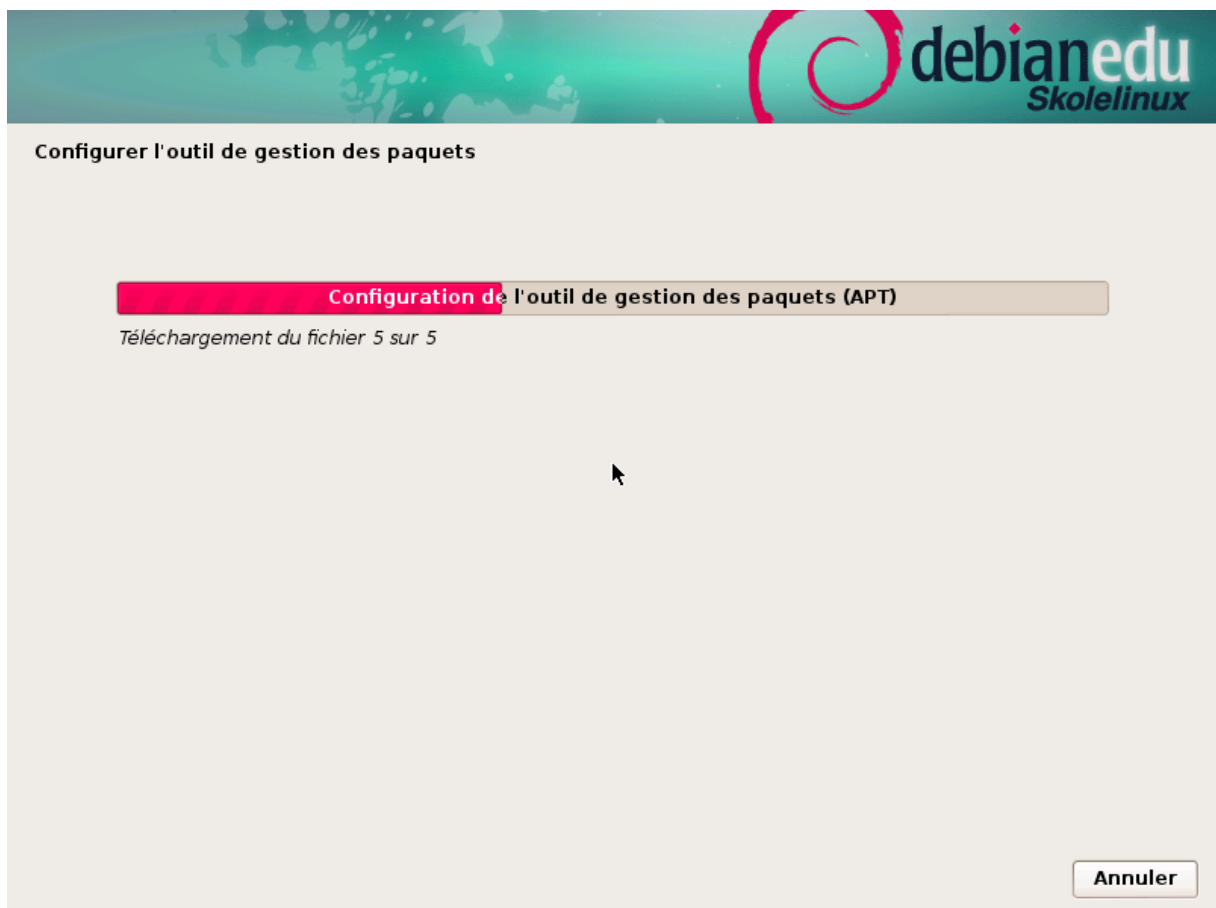 debianedu
Skolelinux
Configurer l'outil de gestion des paquets
Configuration de l'outil de gestion des paquets (APT)
Téléchargement du fichier 5 sur 5
Annuler